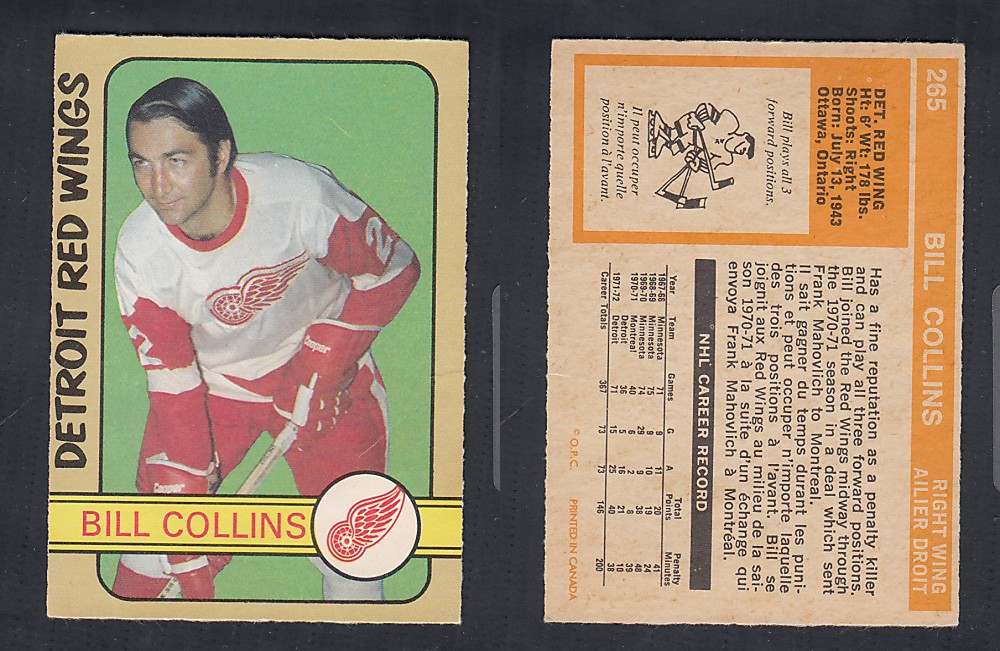 DETROIT RED WINGS
2
2
Cooper
Cooper
BILL COLLINS
265 BILL COLLINS RIGHT WING
AILIER DROIT
DET. RED WING
Ht: 6' Wt: 178 lbs.
Shoots: Right
Born: July 13, 1943
Ottawa, Ontario
Bill plays all 3
forward positions.
Il peut occuper
n'importe quelle
position à l'avant.
Has a fine reputation as a penalty killer
and can play all three forward positions.
Bill joined the Red Wings midway through
the 1970-71 season in a deal which sent
Frank Mahovlich to Montreal.
Il sait gagner du temps durant les puni-
tions et peut occuper n'importe laquelle
des trois positions à l'avant. Bill se
joignit aux Red Wings au milieu de la sai-
son 1970-71 à la suite d'un échange qui
envoya Frank Mahovlich à Montréal.
NHL CAREER RECORD
Year Team Games G A Total Points Penalty Minutes
1967-68 Minnesota 71 9 11 20 41
1968-69 Minnesota 75 9 10 19 24
1969-70 Minnesota 74 29 9 38 48
1970-71 Montreal 40 6 2 8 39
Detroit 36 5 16 21 10
1971-72 Detroit 71 15 25 40 38
Career Totals 367 73 73 146 200
© O.P.C. PRINTED IN CANADA